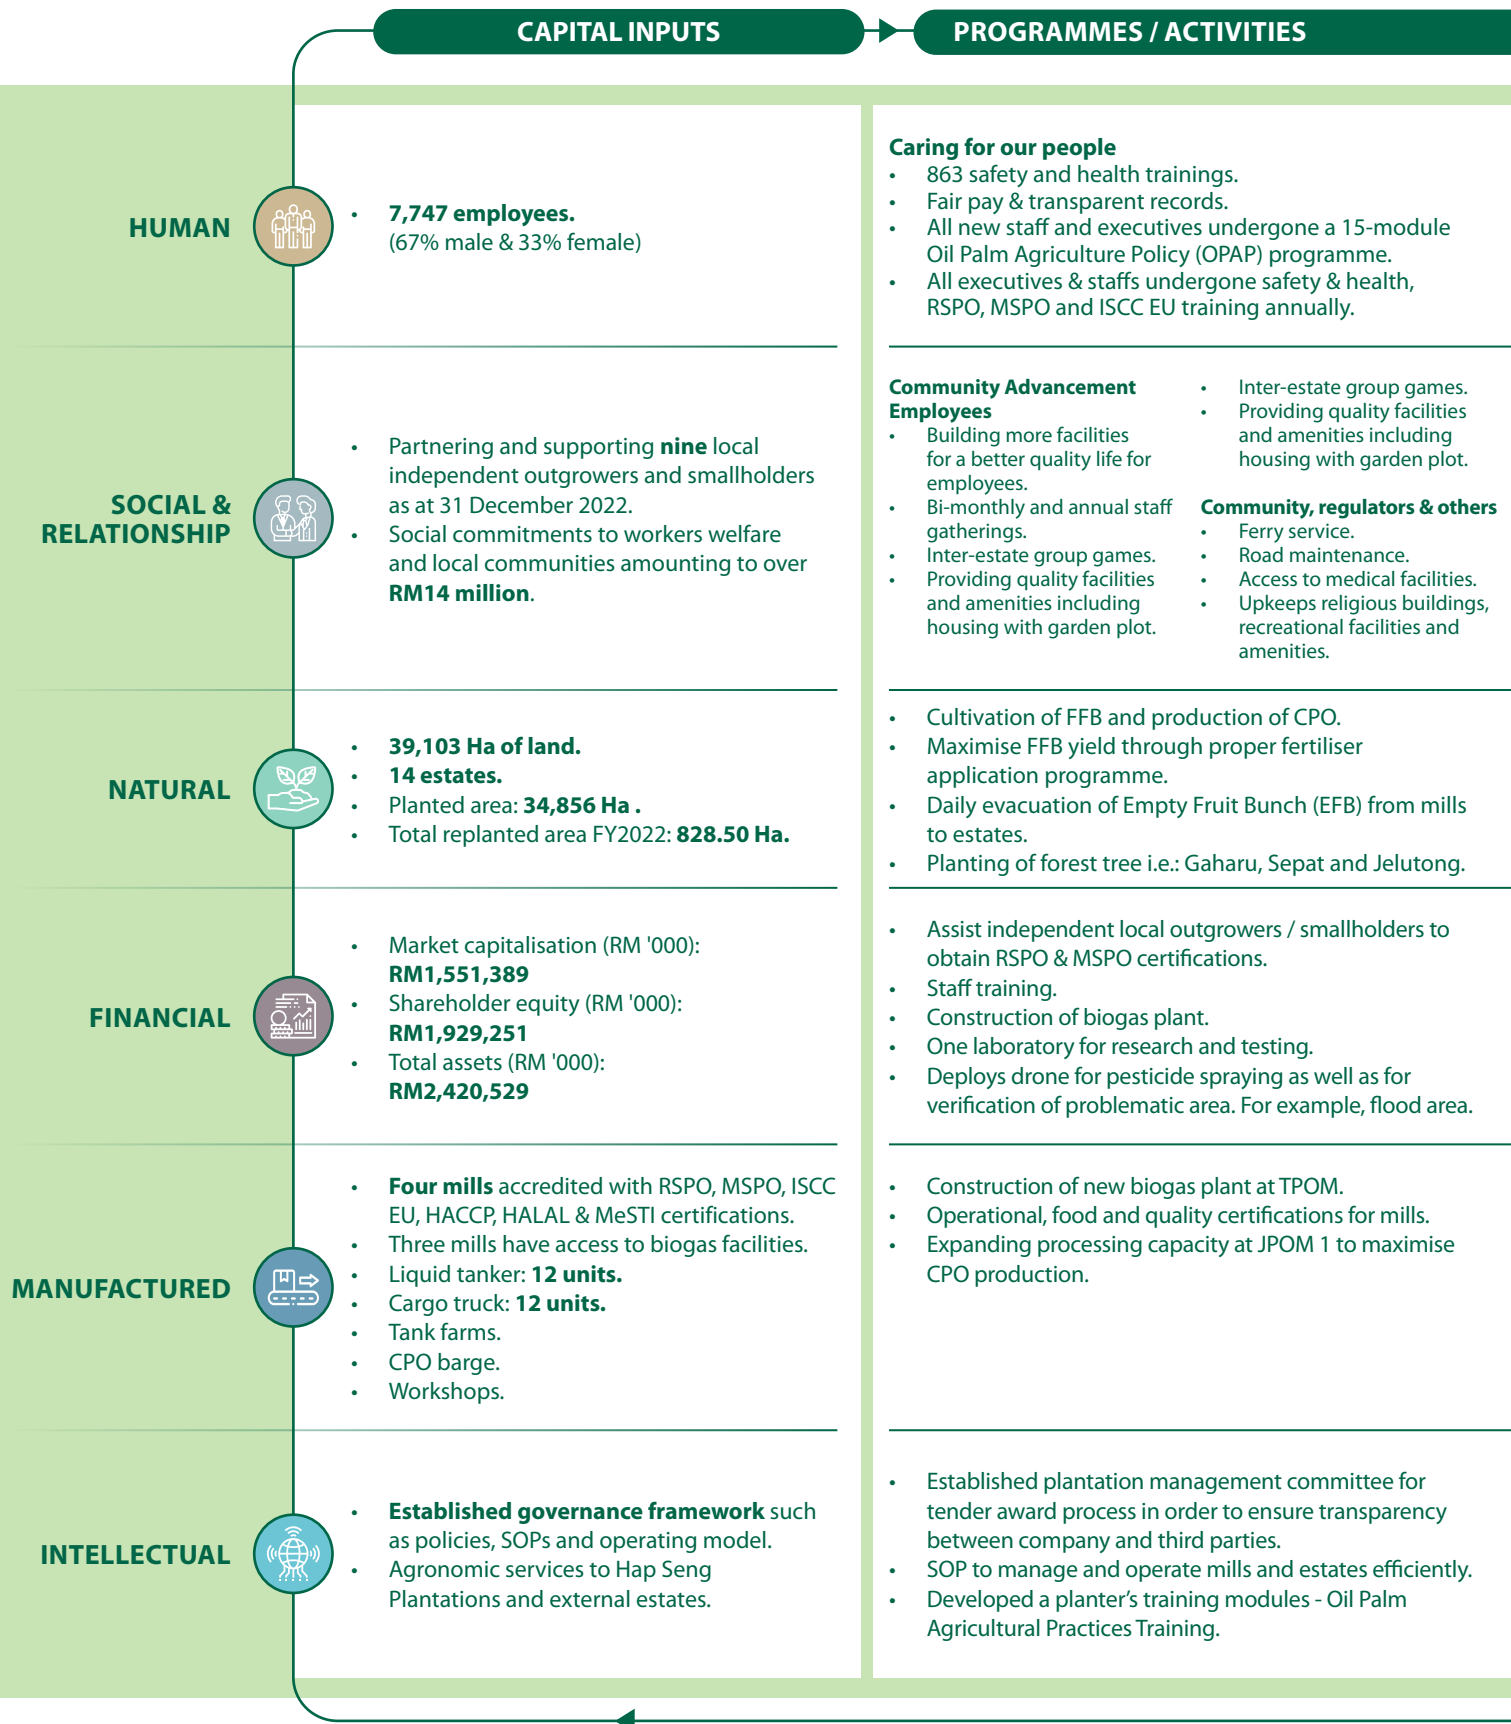 CAPITAL INPUTS
PROGRAMMES / ACTIVITIES
HUMAN
• 7,747 employees.
(67% male & 33% female)
Caring for our people
• 863 safety and health trainings.
• Fair pay & transparent records.
• All new staff and executives undergone a 15-module
Oil Palm Agriculture Policy (OPAP) programme.
• All executives & staffs undergone safety & health,
RSPO, MSPO and ISCC EU training annually.
SOCIAL &
RELATIONSHIP
• Partnering and supporting nine local
independent outgrowers and smallholders
as at 31 December 2022.
• Social commitments to workers welfare
and local communities amounting to over
RM14 million.
Community Advancement
Employees
• Building more facilities
for a better quality life for
employees.
• Bi-monthly and annual staff
gatherings.
• Inter-estate group games.
• Providing quality facilities
and amenities including
housing with garden plot.
• Inter-estate group games.
• Providing quality facilities
and amenities including
housing with garden plot.
Community, regulators & others
• Ferry service.
• Road maintenance.
• Access to medical facilities.
• Upkeeps religious buildings,
recreational facilities and
amenities.
NATURAL
• 39,103 Ha of land.
• 14 estates.
• Planted area: 34,856 Ha .
• Total replanted area FY2022: 828.50 Ha.
• Cultivation of FFB and production of CPO.
• Maximise FFB yield through proper fertiliser
application programme.
• Daily evacuation of Empty Fruit Bunch (EFB) from mills
to estates.
• Planting of forest tree i.e.: Gaharu, Sepat and Jelutong.
FINANCIAL
• Market capitalisation (RM '000):
RM1,551,389
• Shareholder equity (RM '000):
RM1,929,251
• Total assets (RM '000):
RM2,420,529
• Assist independent local outgrowers / smallholders to
obtain RSPO & MSPO certifications.
• Staff training.
• Construction of biogas plant.
• One laboratory for research and testing.
• Deploys drone for pesticide spraying as well as for
verification of problematic area. For example, flood area.
MANUFACTURED
• Four mills accredited with RSPO, MSPO, ISCC
EU, HACCP, HALAL & MeSTI certifications.
• Three mills have access to biogas facilities.
• Liquid tanker: 12 units.
• Cargo truck: 12 units.
• Tank farms.
• CPO barge.
• Workshops.
• Construction of new biogas plant at TPOM.
• Operational, food and quality certifications for mills.
• Expanding processing capacity at JPOM 1 to maximise
CPO production.
INTELLECTUAL
• Established governance framework such
as policies, SOPs and operating model.
• Agronomic services to Hap Seng
Plantations and external estates.
• Established plantation management committee for
tender award process in order to ensure transparency
between company and third parties.
• SOP to manage and operate mills and estates efficiently.
• Developed a planter’s training modules - Oil Palm
Agricultural Practices Training.